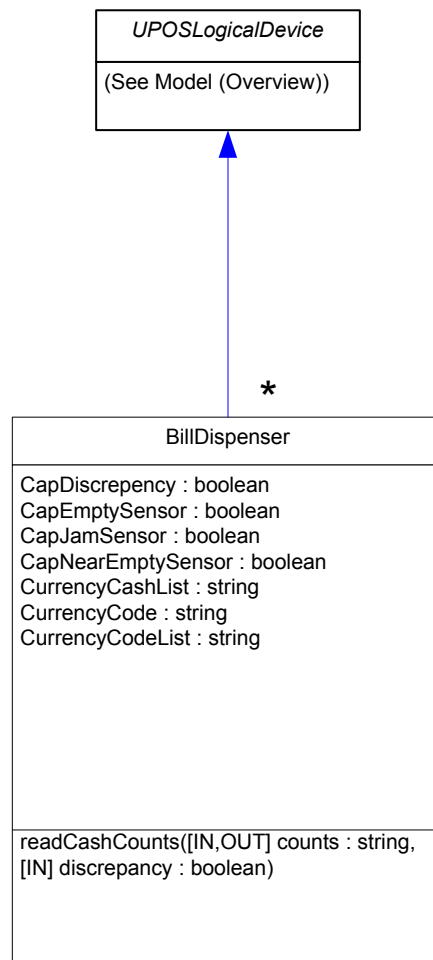 UPOSLogicalDevice
(See Model (Overview))
*
BillDispenser
CapDiscrepency : boolean
CapEmptySensor : boolean
CapJamSensor : boolean
CapNearEmptySensor : boolean
CurrencyCashList : string
CurrencyCode : string
CurrencyCodeList : string
readCashCounts([IN,OUT] counts : string,
[IN] discrepancy : boolean)